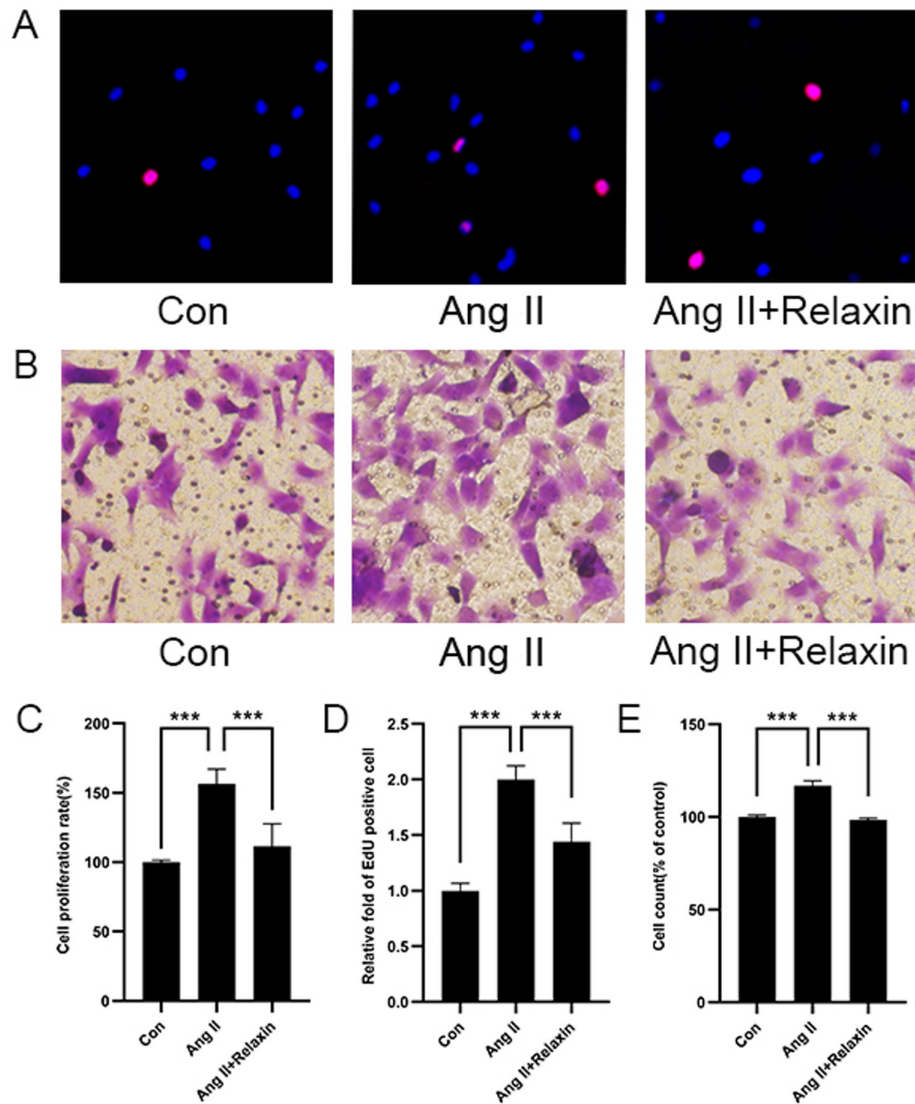 A
Con
Ang II
Ang II+Relaxin
B
Con
Ang II
Ang II+Relaxin
C
Cell proliferation rate(%)
200
150
100
50
0
***
***
Con
Ang II
Ang II+Relaxin
D
Relative fold of EdU positive cell
2.5
2.0
1.5
1.0
0.5
0.0
***
***
Con
Ang II
Ang II+Relaxin
E
Cell count(% of control)
150
100
50
0
***
***
Con
Ang II
Ang II+Relaxin